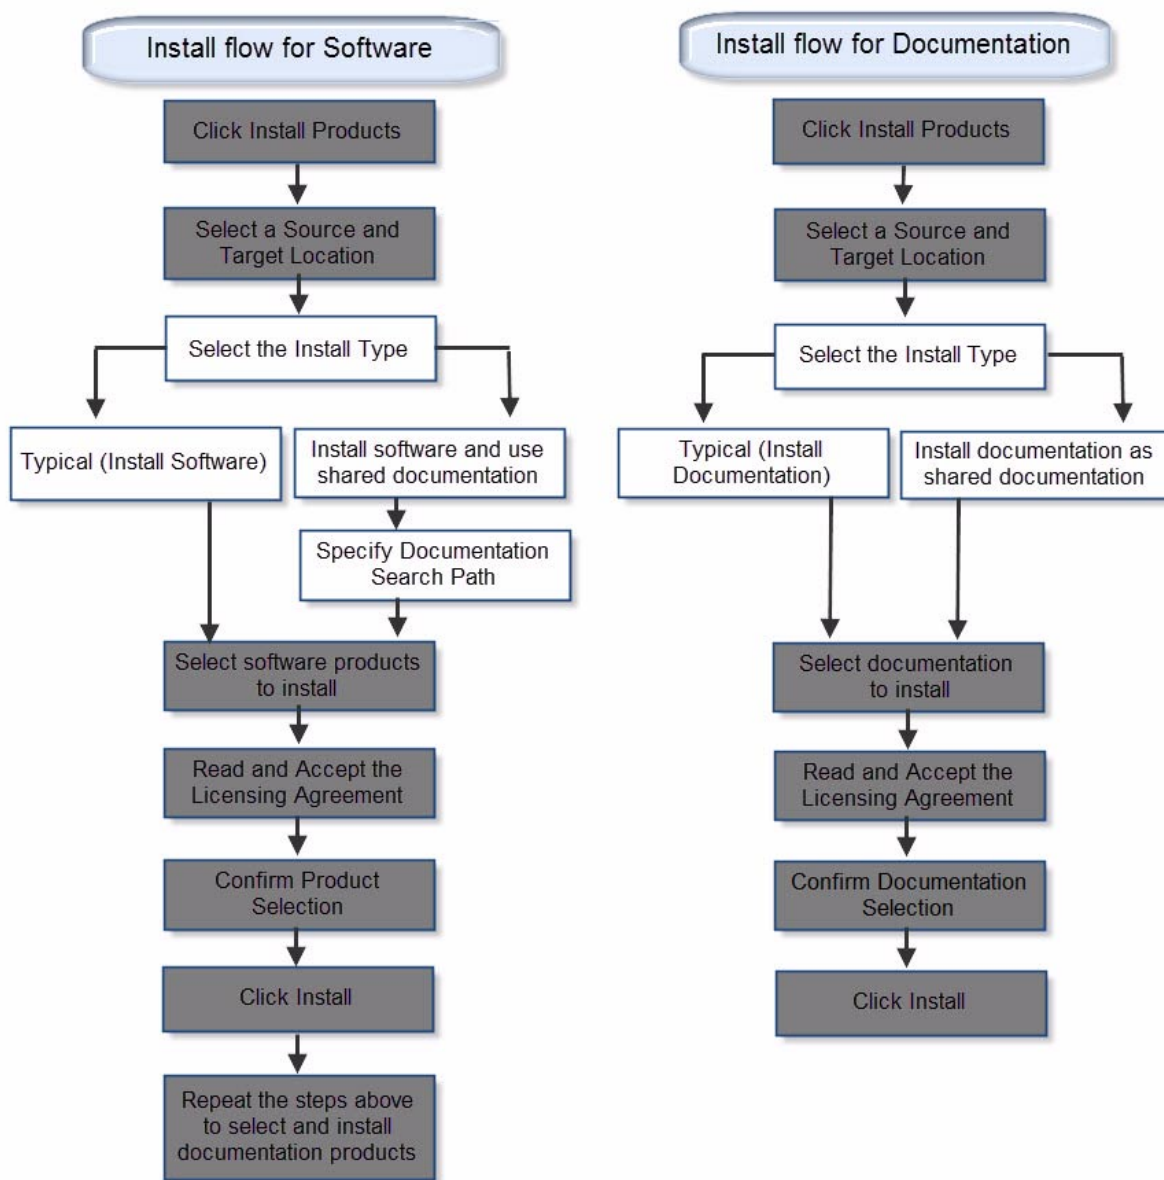 Install flow for Software
Click Install Products
Select a Source and
Target Location
Select the Install Type
Typical (Install Software)
Install software and use
shared documentation
Specify Documentation
Search Path
Select software products
to install
Read and Accept the
Licensing Agreement
Confirm Product
Selection
Click Install
Repeat the steps above
to select and install
documentation products
Install flow for Documentation
Click Install Products
Select a Source and
Target Location
Select the Install Type
Typical (Install
Documentation)
Install documentation as
shared documentation
Select documentation
to install
Read and Accept the
Licensing Agreement
Confirm Documentation
Selection
Click Install